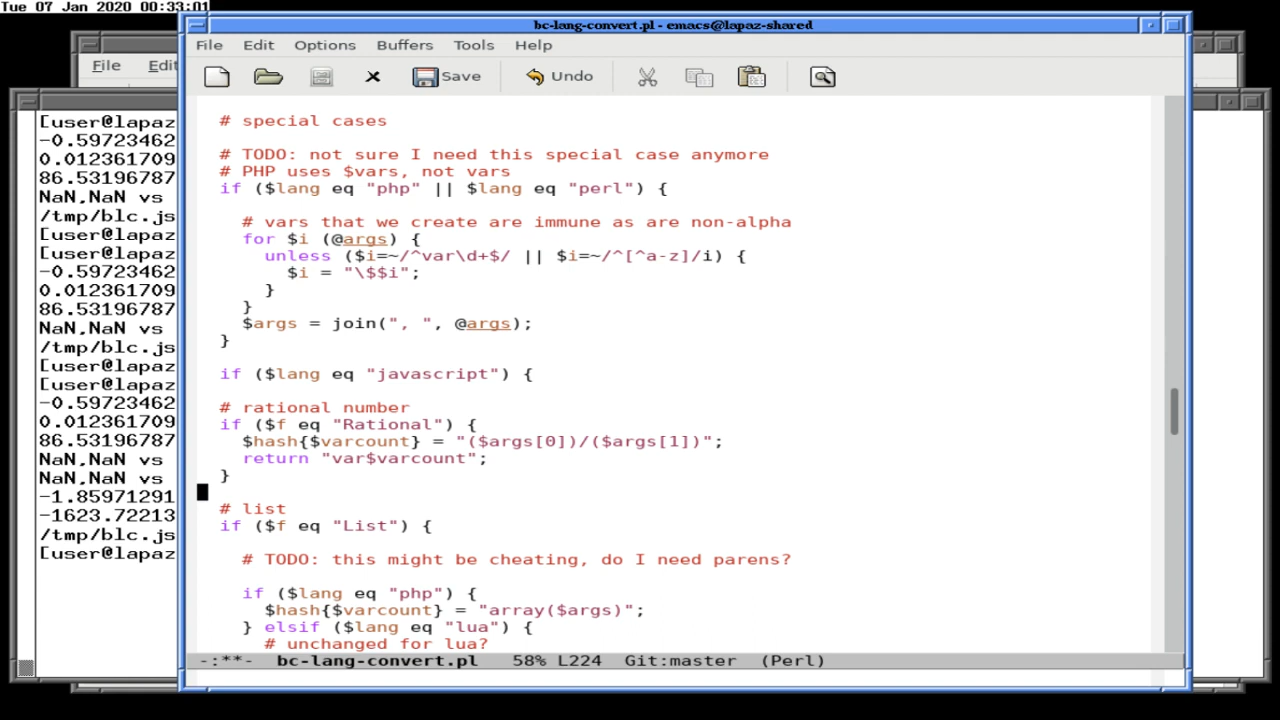 Tue 07 Jan 2020 00:33:01
bc-lang-convert.pl - emacs@lapaz-shared
File Edit Options Buffers Tools Help
Save Undo
File Edit
[user@lapaz
-0.59723462
0.012361709
86.53196787
NaN,NaN vs
/tmp/blc.js
[user@lapaz
[user@lapaz
-0.59723462
0.012361709
86.53196787
NaN,NaN vs
/tmp/blc.js
[user@lapaz
[user@lapaz
-0.59723462
0.012361709
86.53196787
NaN,NaN vs
NaN,NaN vs
-1.85971291
-1623.72213
/tmp/blc.js
[user@lapaz
# special cases
# TODO: not sure I need this special case anymore
# PHP uses $vars, not vars
if ($lang eq "php" || $lang eq "perl") {
# vars that we create are immune as are non-alpha
for $i (@args) {
unless ($i=~/^var\d+$/ || $i=~/^[^a-z]/i) {
$i = "\$$i";
}
}
$args = join(", ", @args);
}
if ($lang eq "javascript") {
# rational number
if ($f eq "Rational") {
$hash{$varcount} = "($args[0])/($args[1])";
return "var$varcount";
}
# list
if ($f eq "List") {
# TODO: this might be cheating, do I need parens?
if ($lang eq "php") {
$hash{$varcount} = "array($args)";
} elsif ($lang eq "lua") {
# unchanged for lua?
-:**- bc-lang-convert.pl 58% L224 Git:master (Perl)